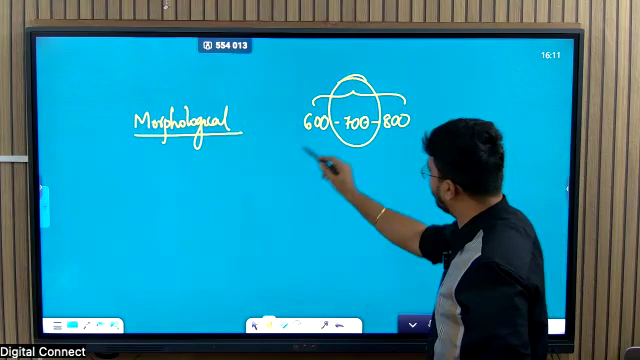 554 013
16:11
Morphological
600 - 700 - 800
Digital Connect